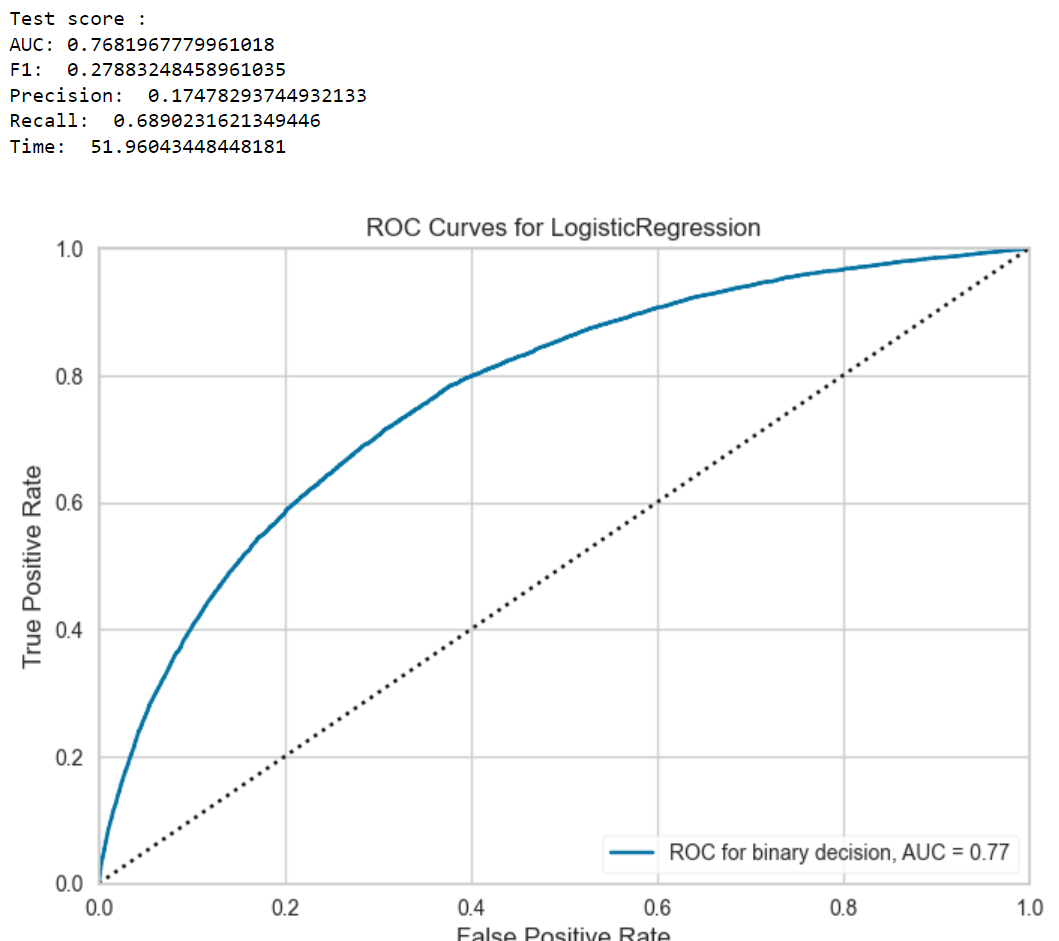 Test score :
AUC: 0.7681967779961018
F1:  0.27883248458961035
Precision:  0.17478293744932133
Recall:  0.6890231621349446
Time:  51.96043448448181
ROC Curves for LogisticRegression
1.0
0.8
0.6
0.4
0.2
0.0
True Positive Rate
ROC for binary decision, AUC = 0.77
0.0 0.2 0.4 0.6 0.8 1.0
False Positive Rate